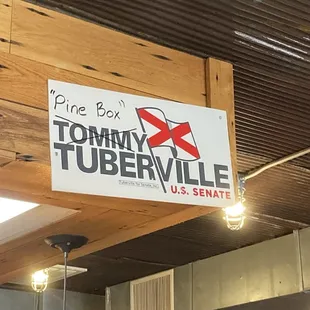 "Pine Box"
TOMMY
TUBERVILLE
U.S. SENATE